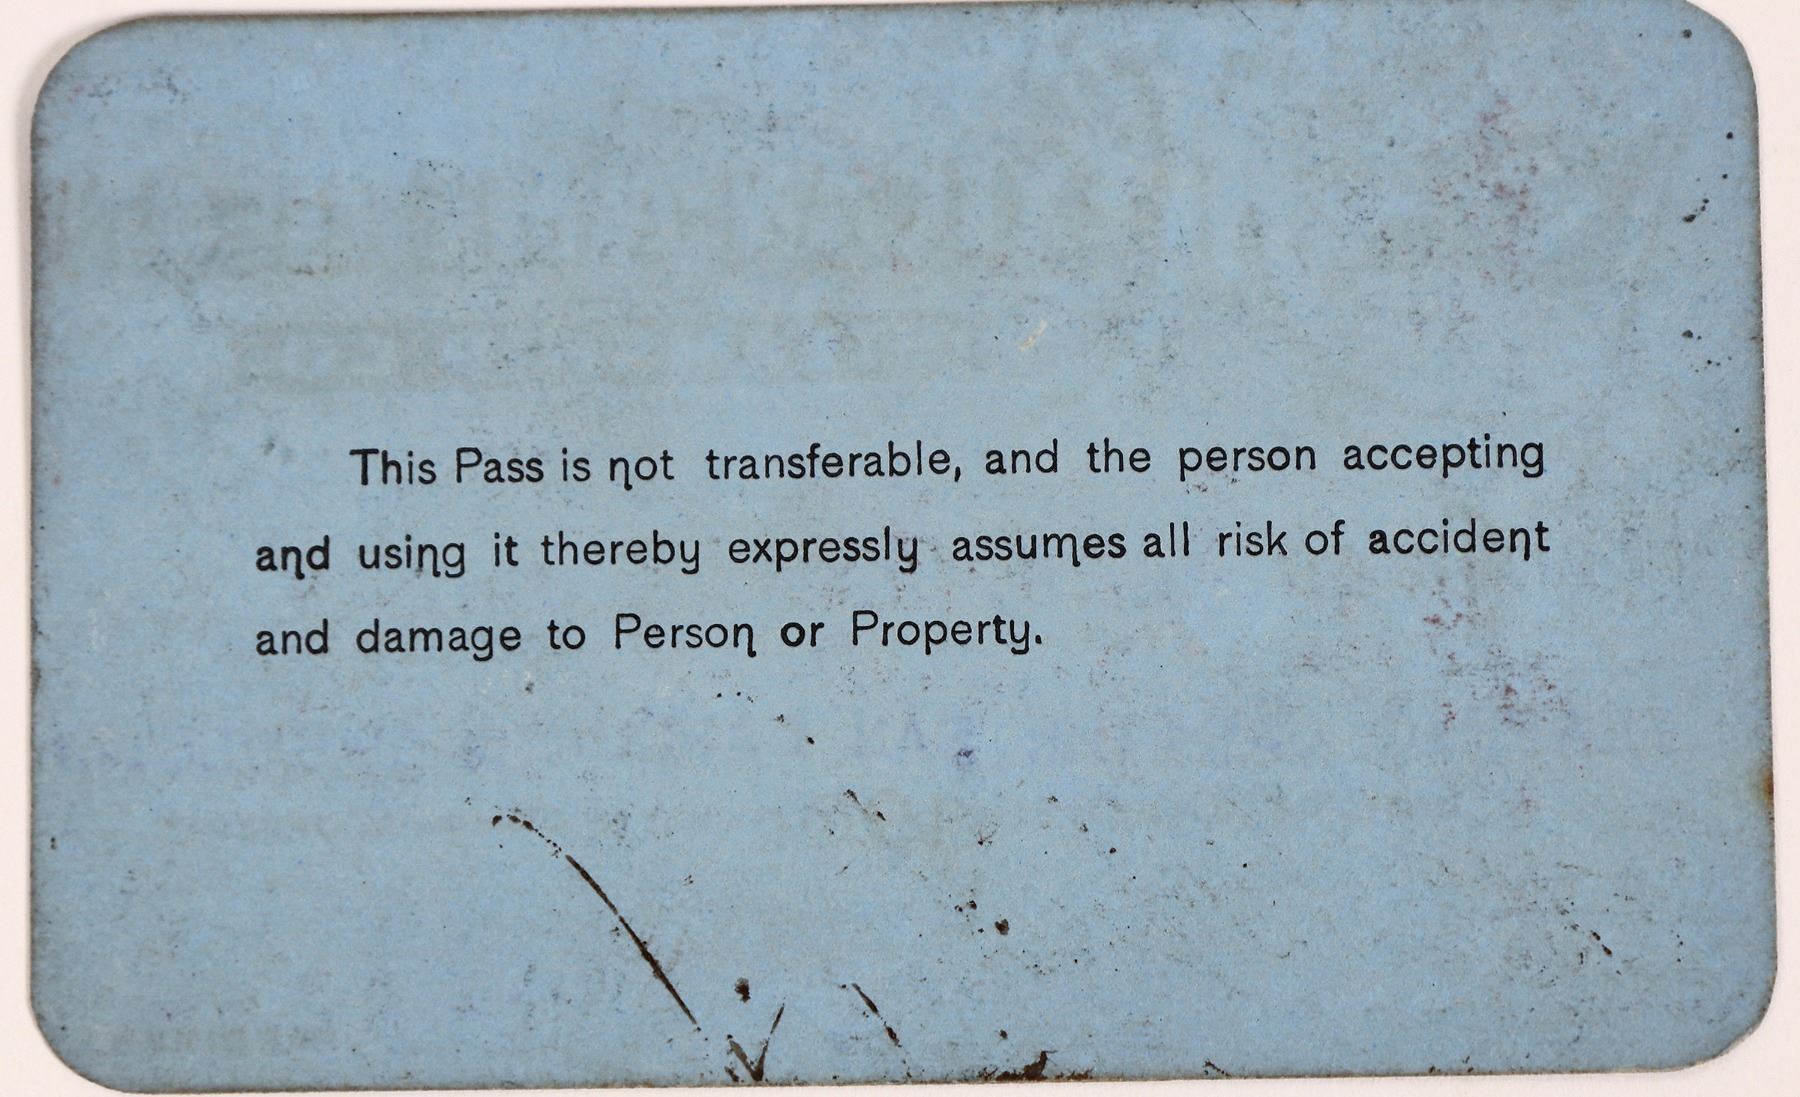 This Pass is not transferable, and the person accepting
and using it thereby expressly assumes all risk of accident
and damage to Person or Property.